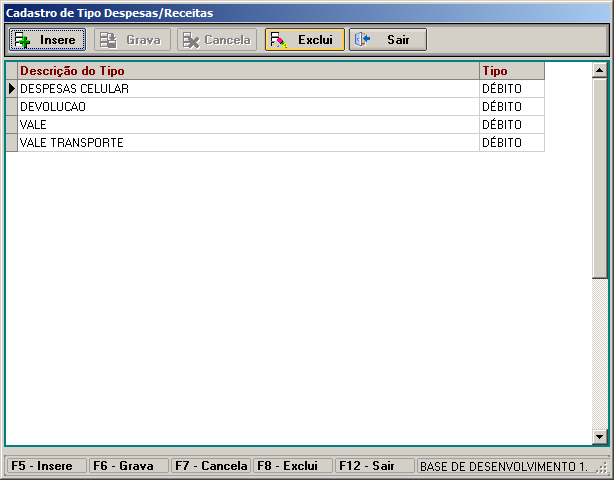 Cadastro de Tipo Despesas/Receitas
Insere Grava Cancela Exclui Sair
Descrição do Tipo Tipo
DESPESAS CELULAR DÉBITO
DEVOLUCAO DÉBITO
VALE DÉBITO
VALE TRANSPORTE DÉBITO
F5 - Insere F6 - Grava F7 - Cancela F8 - Exclui F12 - Sair BASE DE DESENVOLVIMENTO 1.